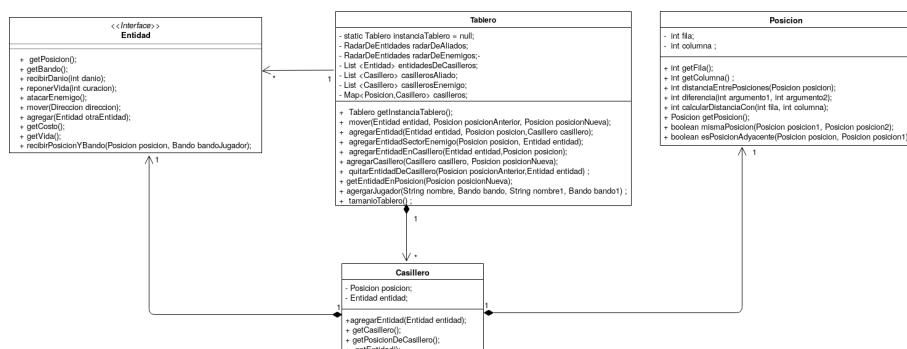 <<Interface>>
Entidad
+ getPosicion();
+ getBando();
+ recibirDanio(int danio);
+ reponerVida(int curacion);
+ atacarEnemigo();
+ mover(Direccion direccion);
+ agregar(Entidad otraEntidad);
+ getCosto();
+ getVida();
+ recibirPosicionYBando(Posicion posicion, Bando bandoJugador);
1
*
1
Tablero
- static Tablero instanciaTablero = null;
- RadarDeEntidades radarDeAliados;
- RadarDeEntidades radarDeEnemigos;-
- List <Entidad> entidadesDeCasilleros;
- List <Casillero> casillerosAliado;
- List <Casillero> casillerosEnemigo;
- Map<Posicion,Casillero> casilleros;
+ Tablero getInstanciaTablero();
+ mover(Entidad entidad, Posicion posicionAnterior, Posicion posicionNueva);
+ agregarEntidad(Entidad entidad, Posicion posicion,Casillero casillero);
+ agregarEntidadSectorEnemigo(Posicion posicion, Entidad entidad);
+ agregarEntidadEnCasillero(Entidad entidad,Posicion posicion);
+ agregarCasillero(Casillero casillero, Posicion posicionNueva);
+ quitarEntidadDeCasillero(Posicion posicionAnterior,Entidad entidad) ;
+ getEntidadEnPosicion(Posicion posicionNueva);
+ agergarJugador(String nombre, Bando bando, String nombre1, Bando bando1) ;
+ tamanioTablero() ;
1
*
Posicion
- int fila;
- int columna ;
+ int getFila();
+ int getColumna() ;
+ int distanciaEntrePosiciones(Posicion posicion);
+ int diferencia(int argumento1, int argumento2);
+ int calcularDistanciaCon(int fila, int columna);
+ Posicion getPosicion();
+ boolean mismaPosicion(Posicion posicion1, Posicion posicion2);
+ boolean esPosicionAdyacente(Posicion posicion, Posicion posicion1)
1
Casillero
- Posicion posicion;
- Entidad entidad;
1
1
+agregarEntidad(Entidad entidad);
+ getCasillero();
+ getPosicionDeCasillero();
getEntidad();